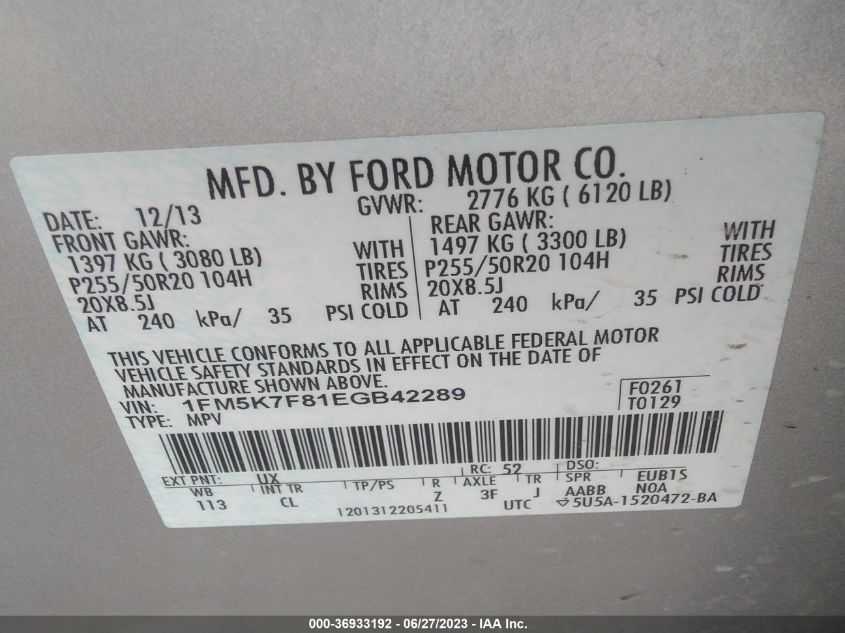 MFD. BY FORD MOTOR CO.
DATE: 12/13 GVWR: 2776 KG ( 6120 LB)
FRONT GAWR: REAR GAWR:
1397 KG ( 3080 LB) WITH 1497 KG ( 3300 LB) WITH
P255/50R20 104H TIRES P255/50R20 104H TIRES
20X8.5J RIMS 20X8.5J RIMS
AT 240 kPa/ 35 PSI COLD AT 240 kPa/ 35 PSI COLD
THIS VEHICLE CONFORMS TO ALL APPLICABLE FEDERAL MOTOR
VEHICLE SAFETY STANDARDS IN EFFECT ON THE DATE OF
MANUFACTURE SHOWN ABOVE.
VIN: 1FM5K7F81EGB42289 F0261
TYPE: MPV T0129
EXT PNT: UX RC: 52 DSO:
WB INT TR TP/PS R AXLE TR SPR EUB1S
113 CL Z 3F J AABB N0A
1201312205411 UTC 5U5A-1520472-BA
000-36933192 - 06/27/2023 - IAA Inc.